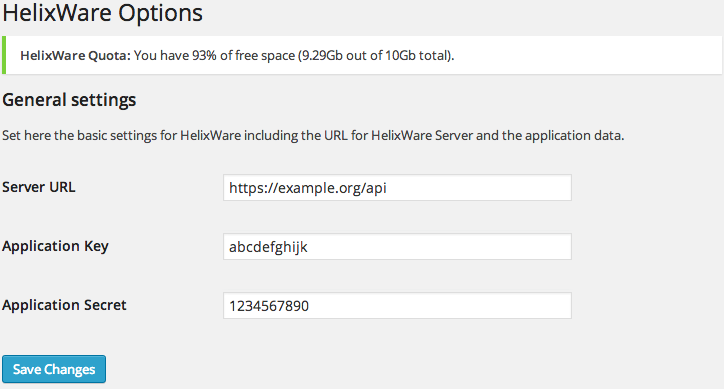 HelixWare Options
HelixWare Quota: You have 93% of free space (9.29Gb out of 10Gb total).
General settings
Set here the basic settings for HelixWare including the URL for HelixWare Server and the application data.
Server URL https://example.org/api
Application Key abcdefghijk
Application Secret 1234567890
Save Changes